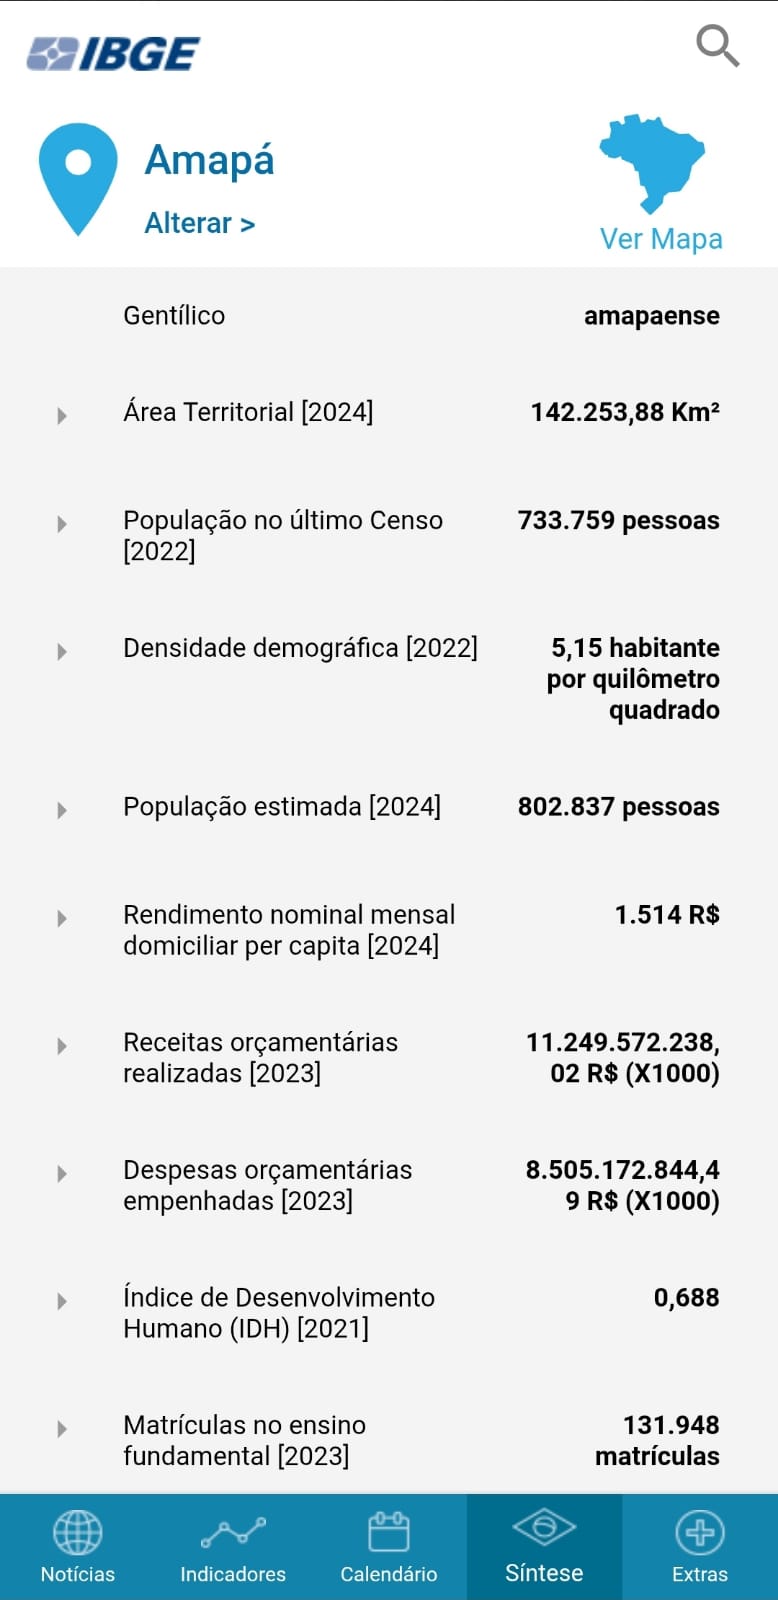 IBGE
Amapá
Alterar >
Ver Mapa
Gentílico amapaense
Área Territorial [2024] 142.253,88 Km²
População no último Censo 733.759 pessoas
[2022]
Densidade demográfica [2022] 5,15 habitante
por quilômetro
quadrado
População estimada [2024] 802.837 pessoas
Rendimento nominal mensal 1.514 R$
domiciliar per capita [2024]
Receitas orçamentárias 11.249.572.238,
realizadas [2023] 02 R$ (X1000)
Despesas orçamentárias 8.505.172.844,4
empenhadas [2023] 9 R$ (X1000)
Índice de Desenvolvimento 0,688
Humano (IDH) [2021]
Matrículas no ensino 131.948
fundamental [2023] matrículas
Notícias Indicadores Calendário Síntese Extras